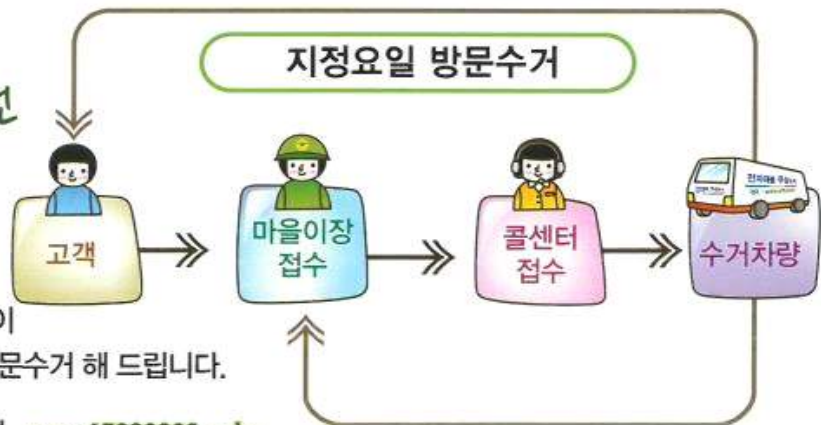 지정요일 방문수거
고객
마을이장
접수
콜센터
접수
수거차량
이
문수거 해 드립니다.